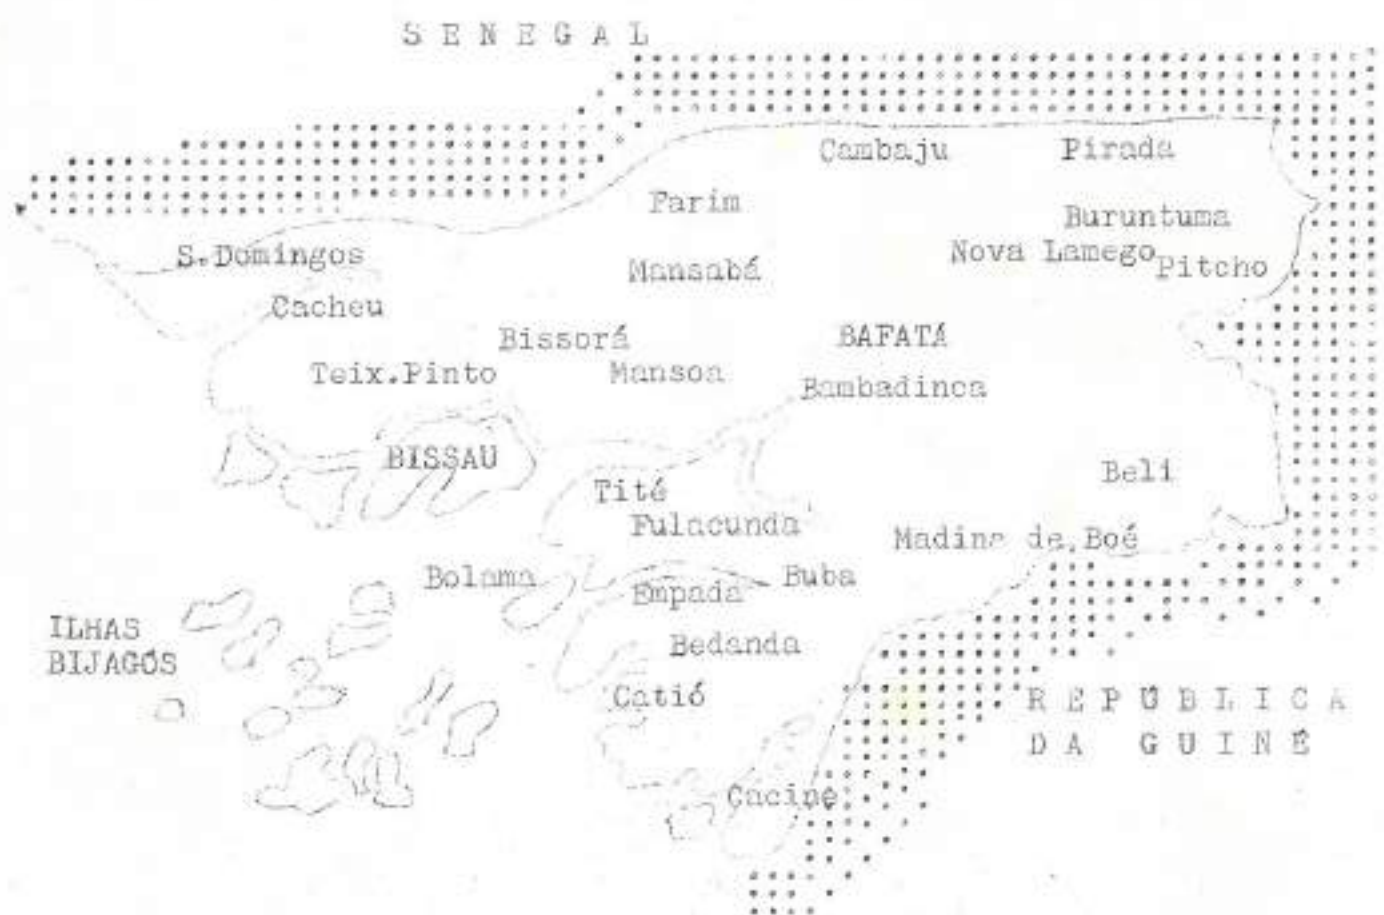 SENEGAL
Cambaju
Pirada
Farim
Buruntuma
S.Domingos
Nova Lamego
Pitcho
Mansabá
Cacheu
Bissorá
BAFATÁ
Teix.Pinto
Mansoa
Bambadinca
BISSAU
Beli
Tité
Fulacunda
Madina de Boé
Bolama
Buba
Empada
ILHAS
BIJAGÓS
Bedanda
Catió
REPÚBLICA
DA GUINÉ
Cacine